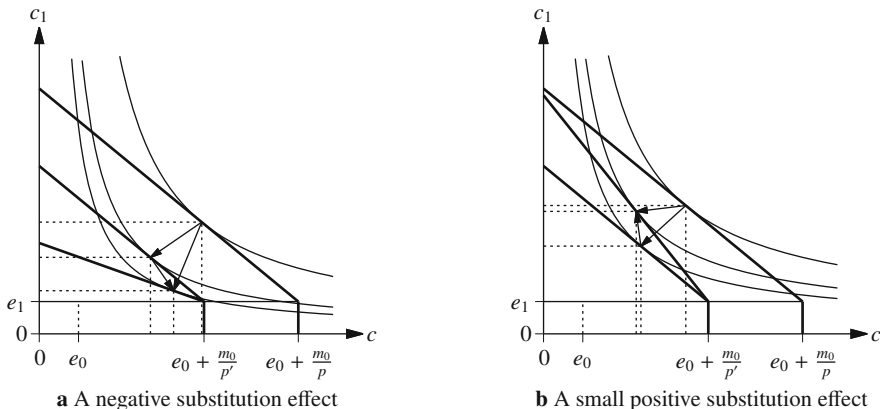 c₁
e₁
0
0
e₀
e₀ + m₀/p′
e₀ + m₀/p
c
a A negative substitution effect
c₁
e₁
0
0
e₀
e₀ + m₀/p′
e₀ + m₀/p
c
b A small positive substitution effect